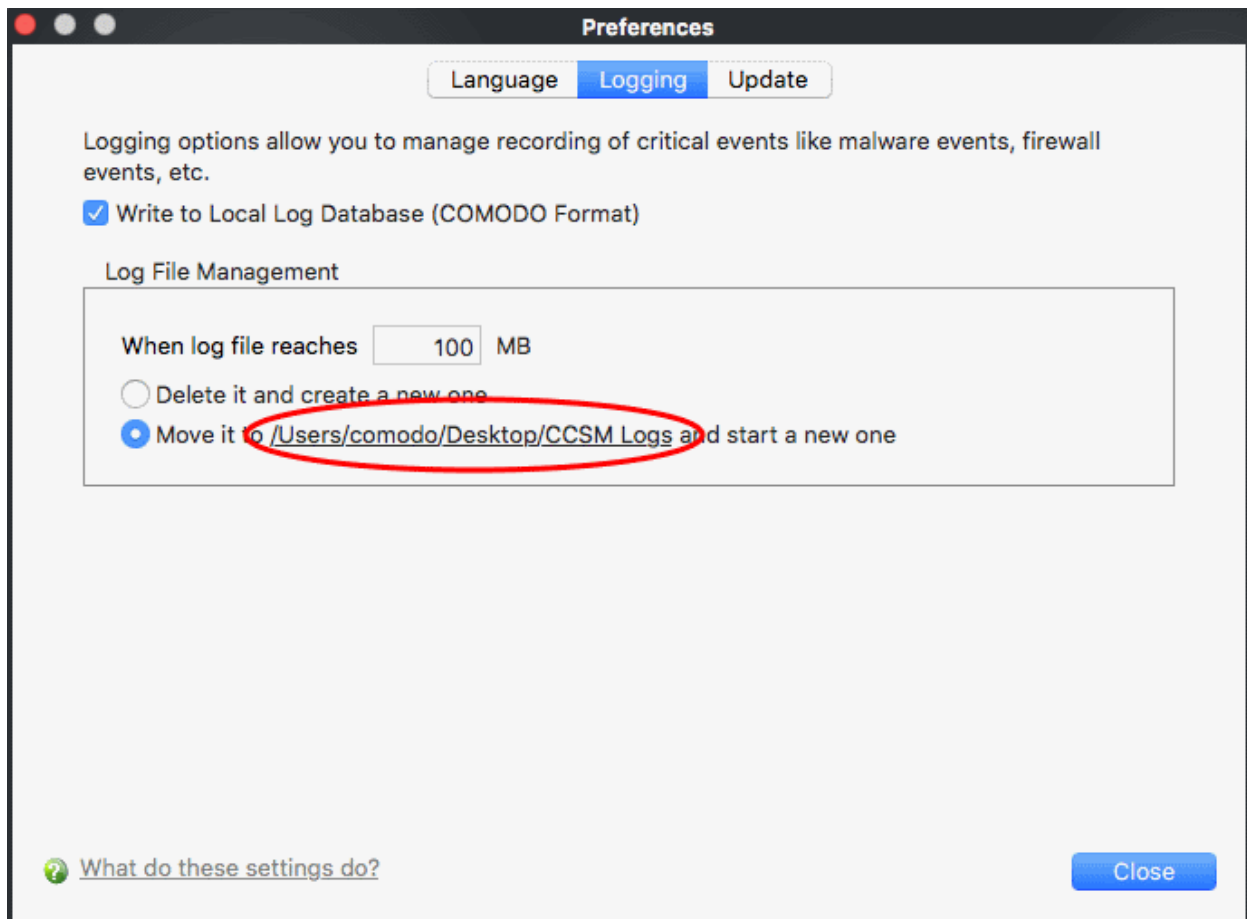 Preferences
Language Logging Update
Logging options allow you to manage recording of critical events like malware events, firewall
events, etc.
Write to Local Log Database (COMODO Format)
Log File Management
When log file reaches 100 MB
Delete it and create a new one
Move it to /Users/comodo/Desktop/CCSM Logs and start a new one
? What do these settings do?
Close